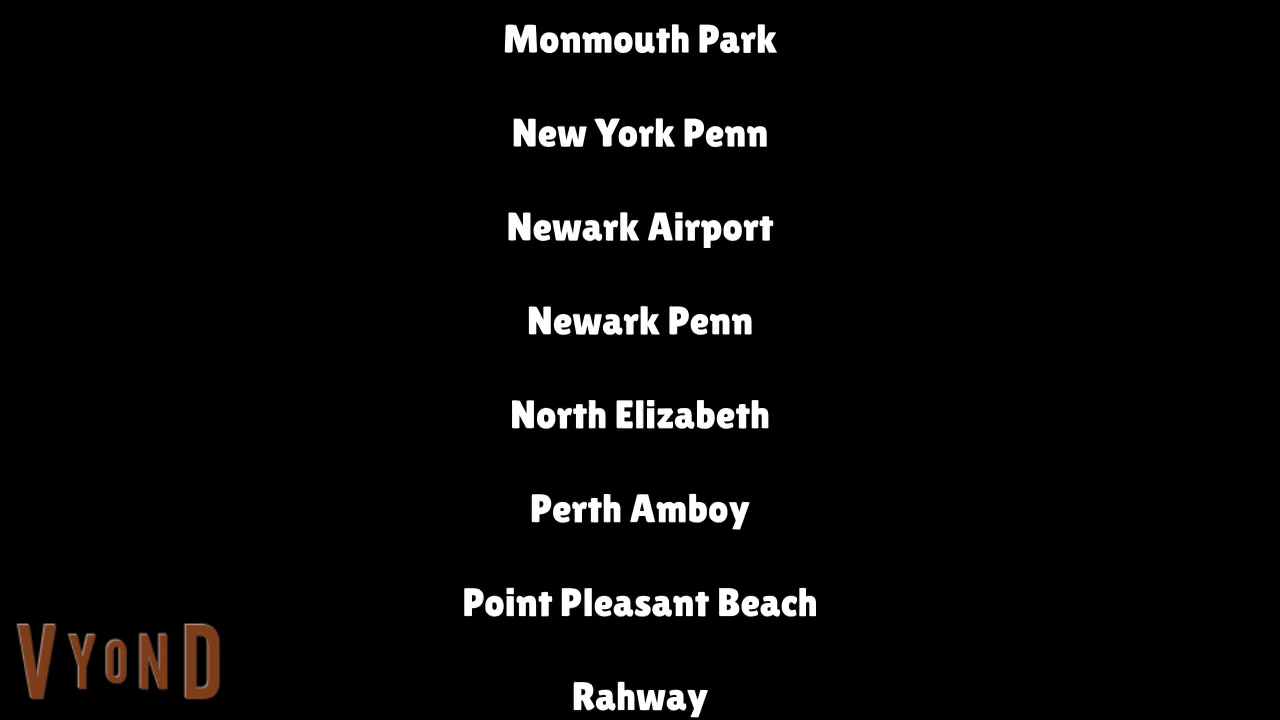 Monmouth Park
New York Penn
Newark Airport
Newark Penn
North Elizabeth
Perth Amboy
Point Pleasant Beach
Rahway
VYOND